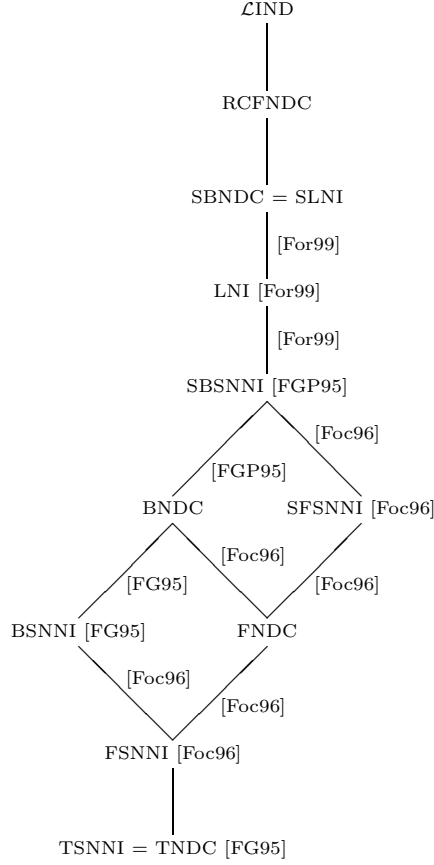 ℒIND
RCFNDC
SBNDC = SLNI
[For99]
LNI [For99]
[For99]
SBSNNI [FGP95]
[Foc96]
[FGP95]
BNDC
SFSNNI [Foc96]
[Foc96]
[FG95]
[Foc96]
BSNNI [FG95]
FNDC
[Foc96]
[Foc96]
FSNNI [Foc96]
TSNNI = TNDC [FG95]